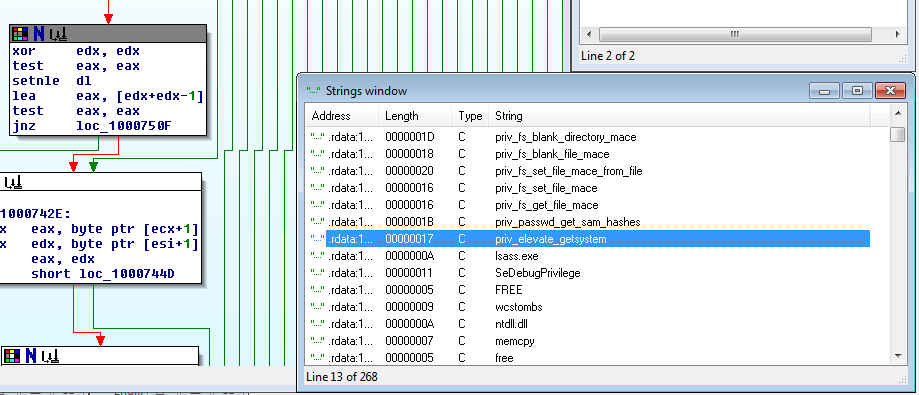 xor edx, edx
test eax, eax
setnle dl
lea eax, [edx+edx-1]
test eax, eax
jnz loc_1000750F
1000742E:
x eax, byte ptr [ecx+1]
x edx, byte ptr [esi+1]
eax, edx
short loc_1000744D
Line 2 of 2
Strings window
Address Length Type String
.rdata:1... 0000001D C priv_fs_blank_directory_mace
.rdata:1... 00000018 C priv_fs_blank_file_mace
.rdata:1... 00000020 C priv_fs_set_file_mace_from_file
.rdata:1... 00000016 C priv_fs_set_file_mace
.rdata:1... 00000016 C priv_fs_get_file_mace
.rdata:1... 0000001B C priv_passwd_get_sam_hashes
.rdata:1... 00000017 C priv_elevate_getsystem
.rdata:1... 0000000A C lsass.exe
.rdata:1... 00000011 C SeDebugPrivilege
.rdata:1... 00000005 C FREE
.rdata:1... 00000009 C wcstombs
.rdata:1... 0000000A C ntdll.dll
.rdata:1... 00000007 C memcpy
.rdata:1... 00000005 C free
Line 13 of 268